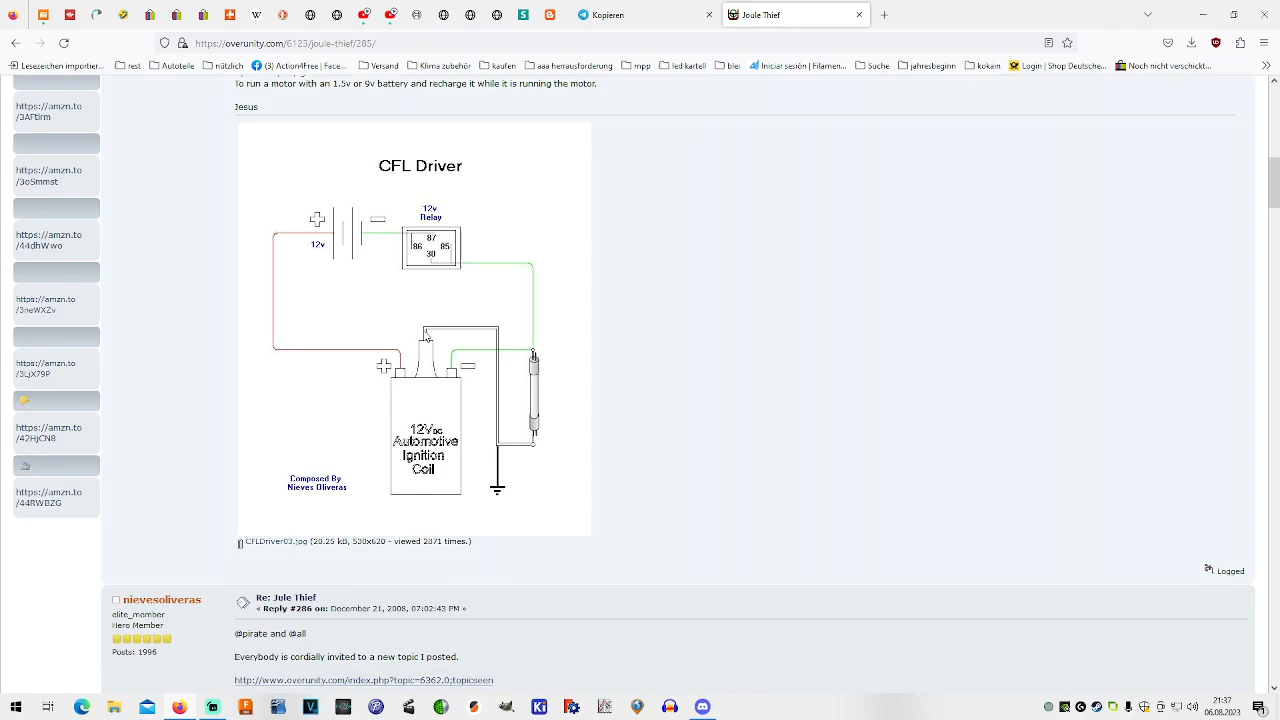 Kopieren
Joule Thief
https://overunity.com/6123/joule-thief/285/
Lesezeichen importier...
rest
Autoteile
nützlich
(3) Action4Free | Face...
Versand
Klima zubehör
kaufen
aaa herrausforderung
mpp
led kartell
blei
Iniciar sesión | Filamen...
Suche
jahresbeginn
kokain
Login | Shop Deutsche...
Noch nicht verschickt...
https://amzn.to
/3AFtlrm
https://amzn.to
/3oSmmst
https://amzn.to
/44dhWwo
https://amzn.to
/3neWXZv
https://amzn.to
/3LjX79P
https://amzn.to
/42HjCN8
https://amzn.to
/44RWBZG
To run a motor with an 1.5v or 9v battery and recharge it while it is running the motor.
Jesus
CFL Driver
12v
Relay
87
86
85
30
12v
12VDC
Automotive
Ignition
Coil
Composed By
Nieves Oliveras
CFLDriver03.jpg (20.25 kB, 530x620 - viewed 2871 times.)
Logged
nievesoliveras
elite_member
Hero Member
Posts: 1996
Re: Jule Thief
« Reply #286 on: December 21, 2008, 07:02:43 PM »
@pirate and @all
Everybody is cordially invited to a new topic I posted.
http://www.overunity.com/index.php?topic=6362.0;topicseen
21:37
06.08.2023